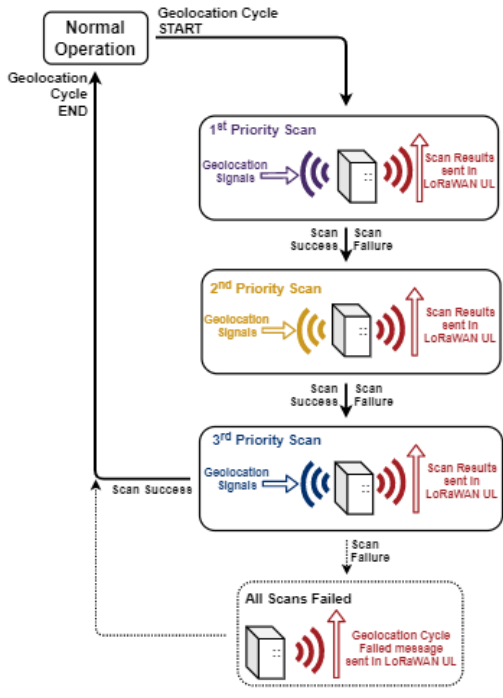 Normal
Operation
Geolocation Cycle
START
Geolocation
Cycle
END
1st Priority Scan
Geolocation
Signals
Scan Results
sent in
LoRaWAN UL
Scan
Success
Scan
Failure
2nd Priority Scan
Geolocation
Signals
Scan Results
sent in
LoRaWAN UL
Scan
Success
Scan
Failure
3rd Priority Scan
Geolocation
Signals
Scan Results
sent in
LoRaWAN UL
Scan Success
Scan
Failure
All Scans Failed
Geolocation Cycle
Failed message
sent in LoRaWAN UL